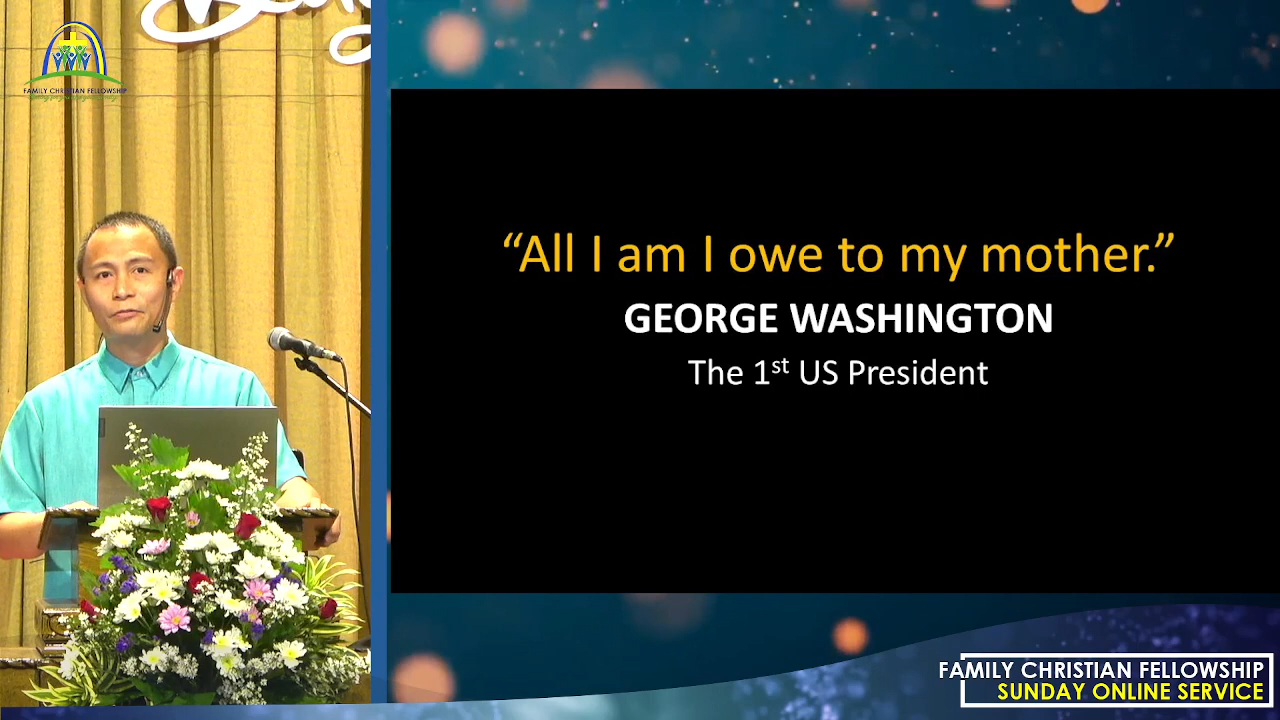 FAMILY CHRISTIAN FELLOWSHIP
“All I am I owe to my mother.”
GEORGE WASHINGTON
The 1st US President
FAMILY CHRISTIAN FELLOWSHIP
SUNDAY ONLINE SERVICE